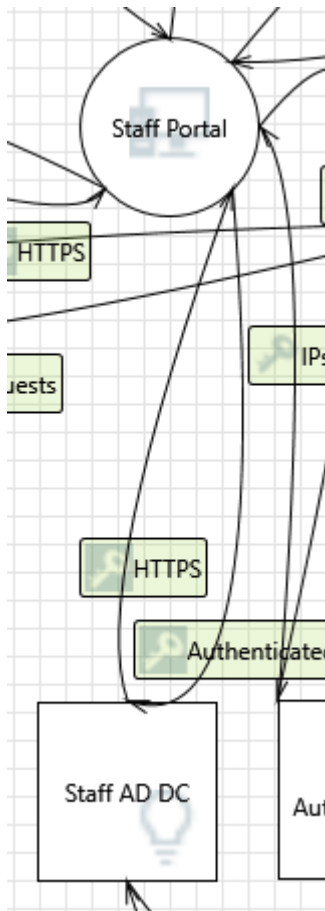 Staff Portal
HTTPS
uests
IPs
HTTPS
Authenticated
Staff AD DC
Aut